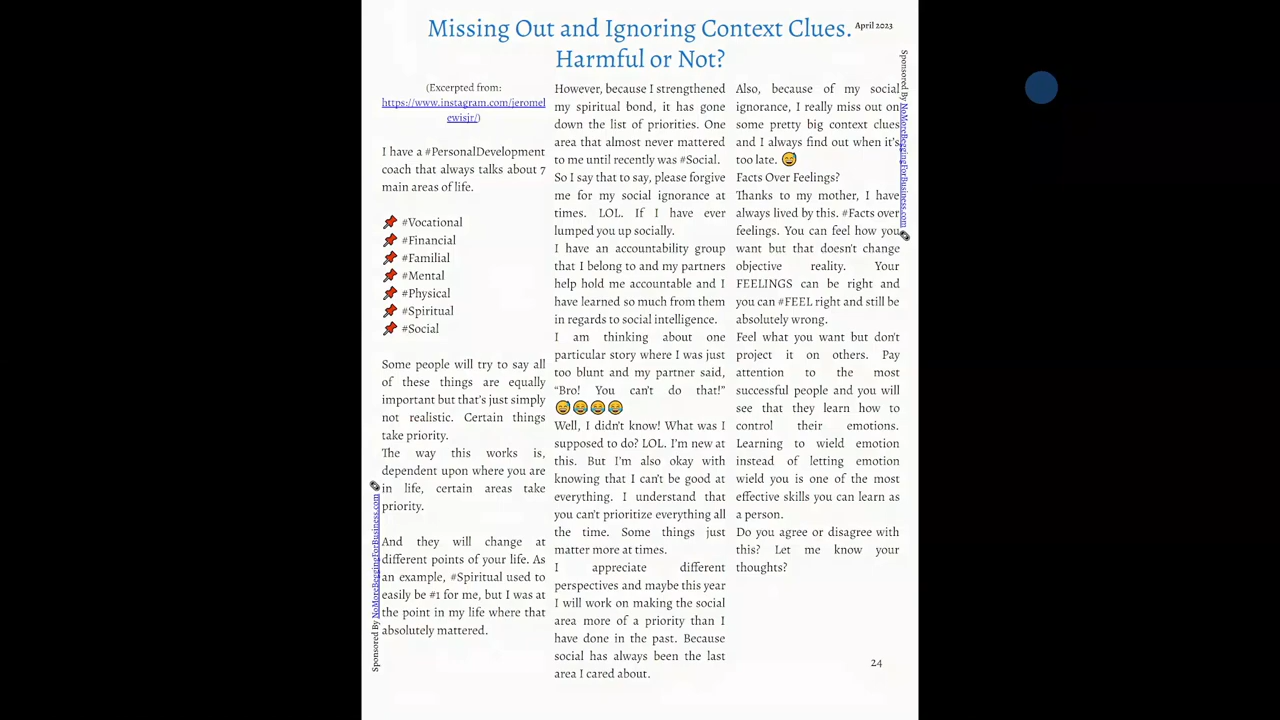 Missing Out and Ignoring Context Clues.
Harmful or Not?
April 2023
(Excerpted from:
https://www.instagram.com/jeromel
ewisjr/)
I have a #PersonalDevelopment
coach that always talks about 7
main areas of life.
📌 #Vocational
📌 #Financial
📌 #Familial
📌 #Mental
📌 #Physical
📌 #Spiritual
📌 #Social
Some people will try to say all
of these things are equally
important but that's just simply
not realistic. Certain things
take priority.
The way this works is,
dependent upon where you are
in life, certain areas take
priority.
And they will change at
different points of your life. As
an example, #Spiritual used to
easily be #1 for me, but I was at
the point in my life where that
absolutely mattered.
However, because I strengthened
my spiritual bond, it has gone
down the list of priorities. One
area that almost never mattered
to me until recently was #Social.
So I say that to say, please forgive
me for my social ignorance at
times. LOL. If I have ever
lumped you up socially.
I have an accountability group
that I belong to and my partners
help hold me accountable and I
have learned so much from them
in regards to social intelligence.
I am thinking about one
particular story where I was just
too blunt and my partner said,
“Bro! You can't do that!”
😅😂😂😂
Well, I didn't know! What was I
supposed to do? LOL. I'm new at
this. But I'm also okay with
knowing that I can't be good at
everything. I understand that
you can't prioritize everything all
the time. Some things just
matter more at times.
I appreciate different
perspectives and maybe this year
I will work on making the social
area more of a priority than I
have done in the past. Because
social has always been the last
area I cared about.
Also, because of my social
ignorance, I really miss out on
some pretty big context clues
and I always find out when it's
too late. 😅
Facts Over Feelings?
Thanks to my mother, I have
always lived by this. #Facts over
feelings. You can feel how you
want but that doesn't change
objective reality. Your
FEELINGS can be right and
you can #FEEL right and still be
absolutely wrong.
Feel what you want but don't
project it on others. Pay
attention to the most
successful people and you will
see that they learn how to
control their emotions.
Learning to wield emotion
instead of letting emotion
wield you is one of the most
effective skills you can learn as
a person.
Do you agree or disagree with
this? Let me know your
thoughts?
Sponsored By NoMoreBeggingForBusiness.com
Sponsored By NoMoreBeggingForBusiness.com
24